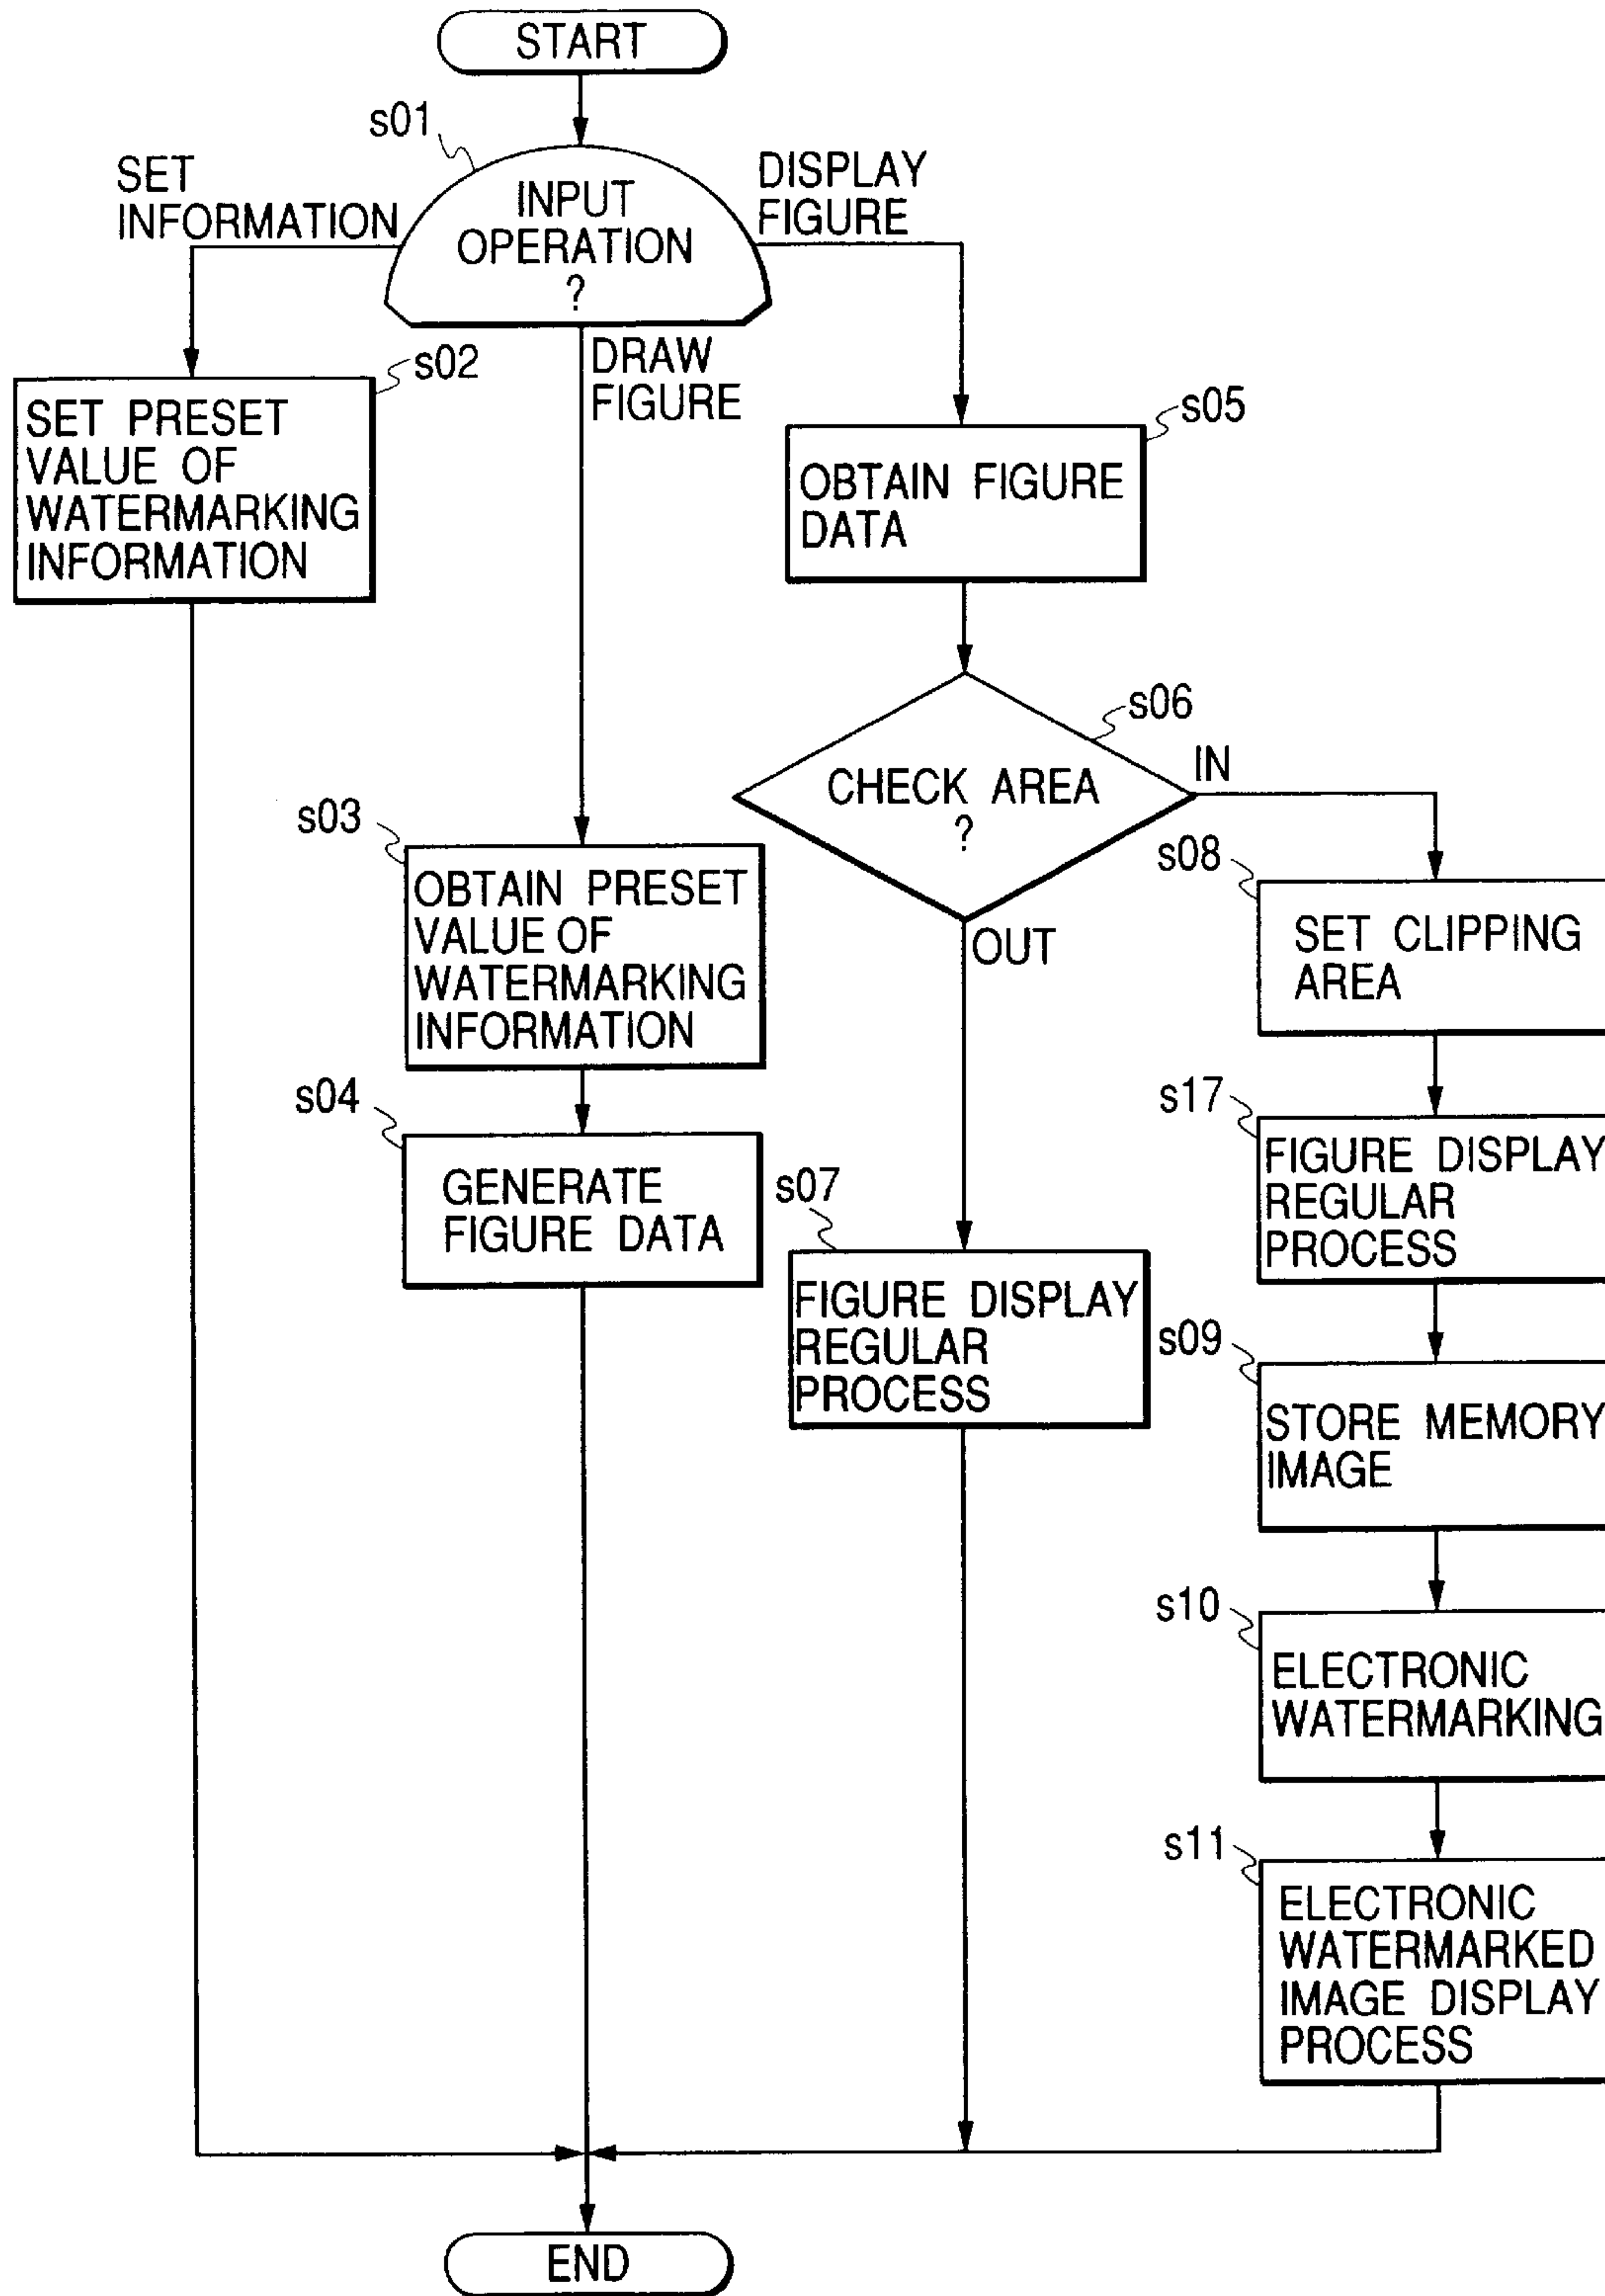 START
s01
SET
INFORMATION
INPUT
OPERATION
?
DISPLAY
FIGURE
s02
SET PRESET
VALUE OF
WATERMARKING
INFORMATION
DRAW
FIGURE
s05
OBTAIN FIGURE
DATA
s06
CHECK AREA
?
IN
OUT
s03
OBTAIN PRESET
VALUE OF
WATERMARKING
INFORMATION
s04
GENERATE
FIGURE DATA
s07
FIGURE DISPLAY
REGULAR
PROCESS
s08
SET CLIPPING
AREA
s17
FIGURE DISPLAY
REGULAR
PROCESS
s09
STORE MEMORY
IMAGE
s10
ELECTRONIC
WATERMARKING
s11
ELECTRONIC
WATERMARKED
IMAGE DISPLAY
PROCESS
END